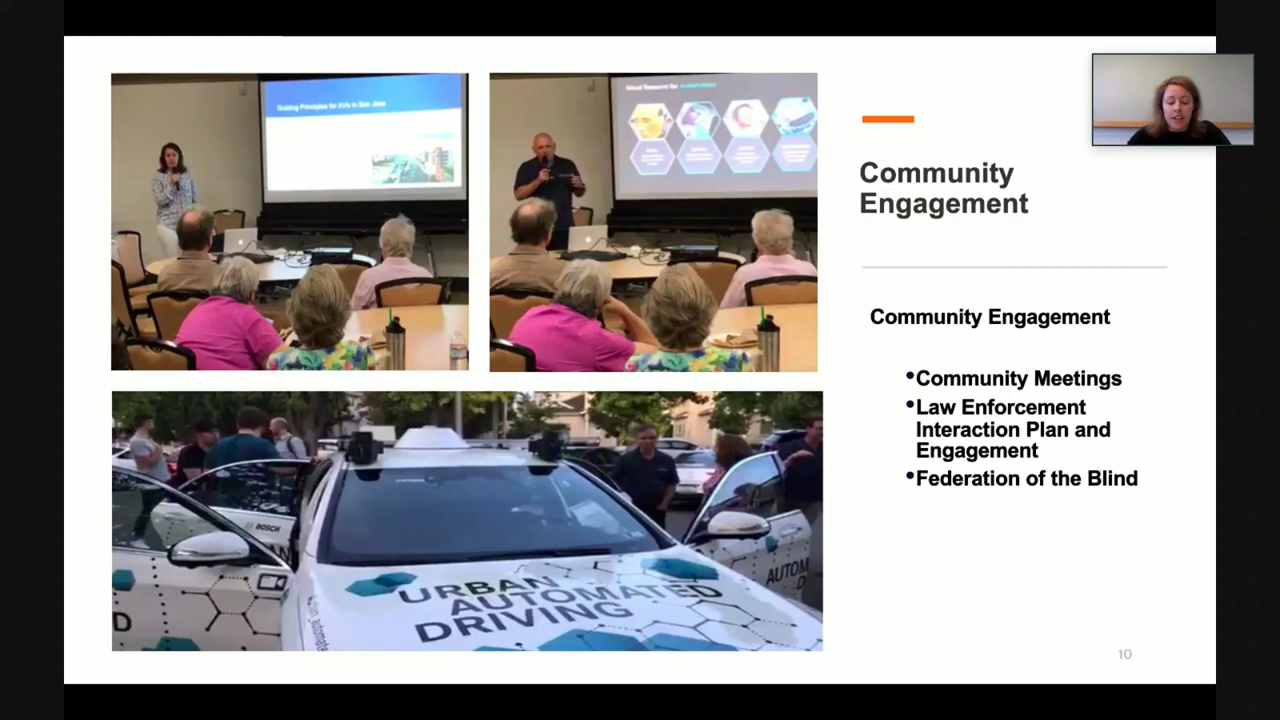 Guiding Principles for AVs in San Jose
Community
Engagement
Community Engagement
•Community Meetings
•Law Enforcement
Interaction Plan and
Engagement
•Federation of the Blind
BOSCH
URBAN
AUTOMATED
DRIVING
AUTOM
D
10